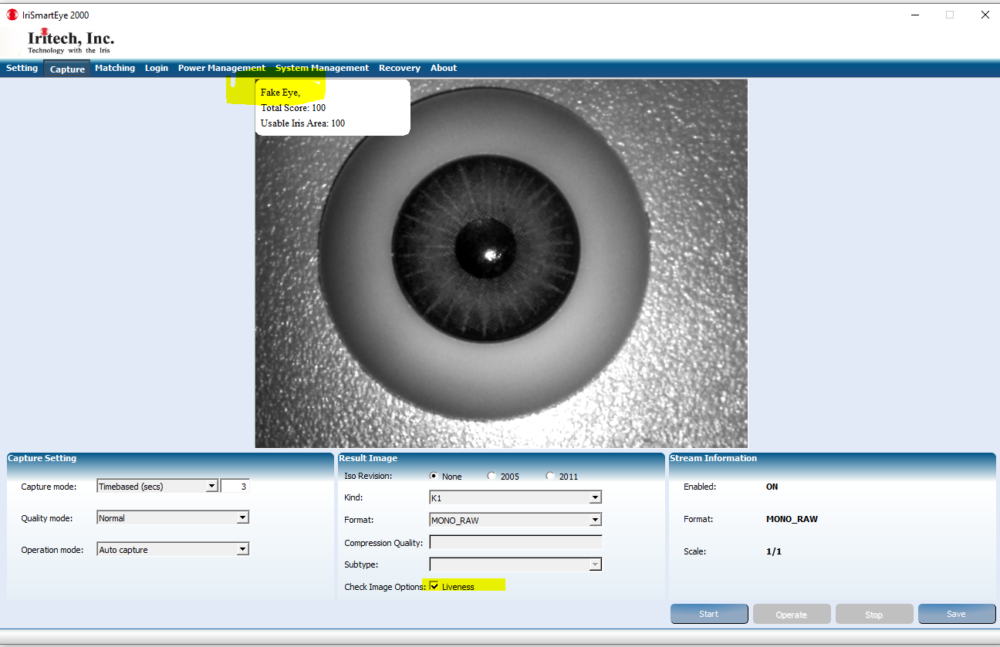 IriSmartEye 2000
Iritech, Inc.
Technology with the Iris
Setting Capture Matching Login Power Management System Management Recovery About
Fake Eye,
Total Score: 100
Usable Iris Area: 100
Capture Setting
Capture mode: Timebased (secs) 3
Quality mode: Normal
Operation mode: Auto capture
Result Image
Iso Revision: None 2005 2011
Kind: K1
Format: MONO_RAW
Compression Quality:
Subtype:
Check Image Options: Liveness
Stream Information
Enabled: ON
Format: MONO_RAW
Scale: 1/1
Start Operate Stop Save